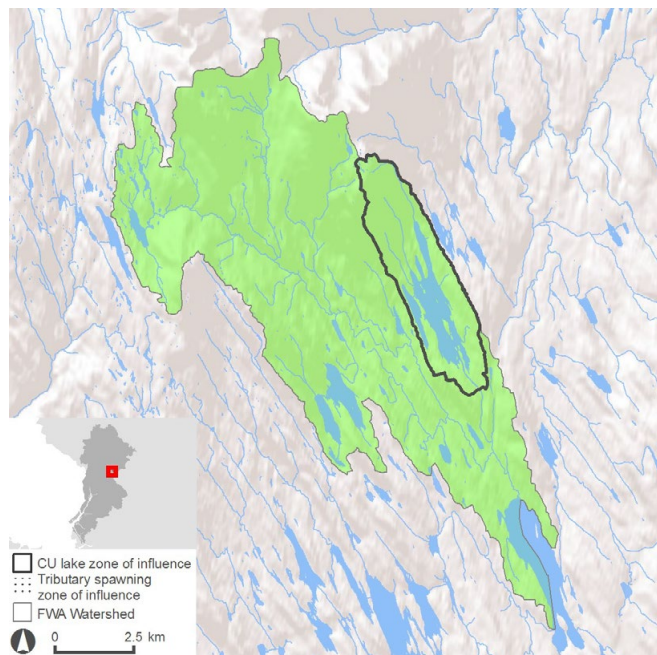 CU lake zone of influence
Tributary spawning
zone of influence
FWA Watershed
0 2.5 km